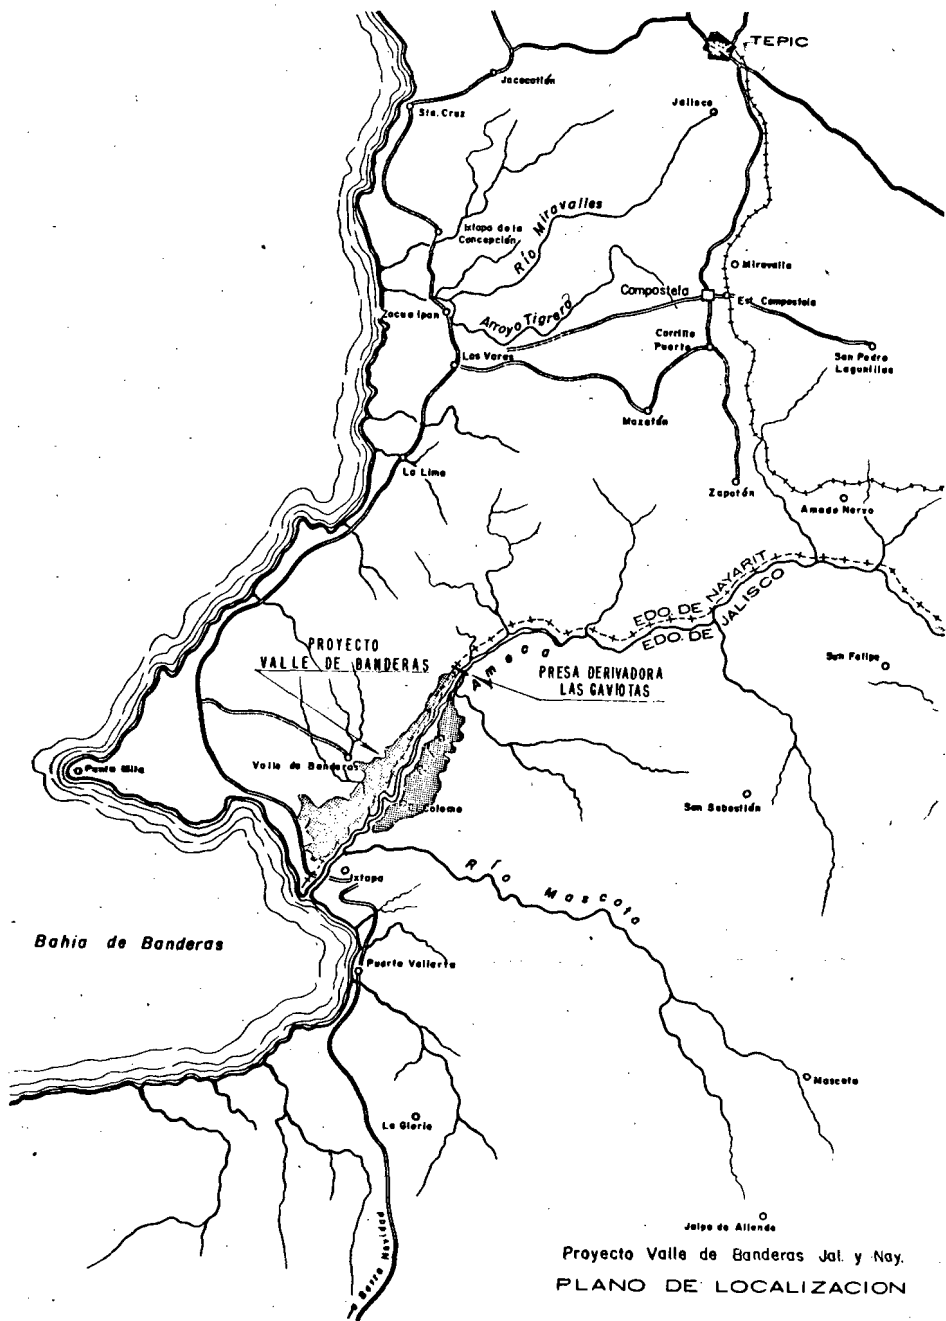 TEPIC
Jacocotlán
Jalisco
Sta. Cruz
Ixtapa de la
Concepción
Río Miravalles
Miravalle
Compostela
Est. Compostela
Zacualpan
Arroyo Tigrera
Carrillo
Puerto
San Pedro
Lagunillas
Las Varas
Mazatán
La Lima
Zapotán
Amado Nervo
EDO. DE NAYARIT
EDO. DE JALISCO
PROYECTO
VALLE DE BANDERAS
Ameca
PRESA DERIVADORA
LAS GAVIOTAS
San Felipe
Valle de Banderas
Punta Mita
Colomo
San Sebastián
Río Mascota
Ixtapa
Bahía de Banderas
Puerto Vallarta
Mascota
La Gloria
a Barra Navidad
Jalpa de Allende
Proyecto Valle de Banderas Jal. y Nay.
PLANO DE LOCALIZACION